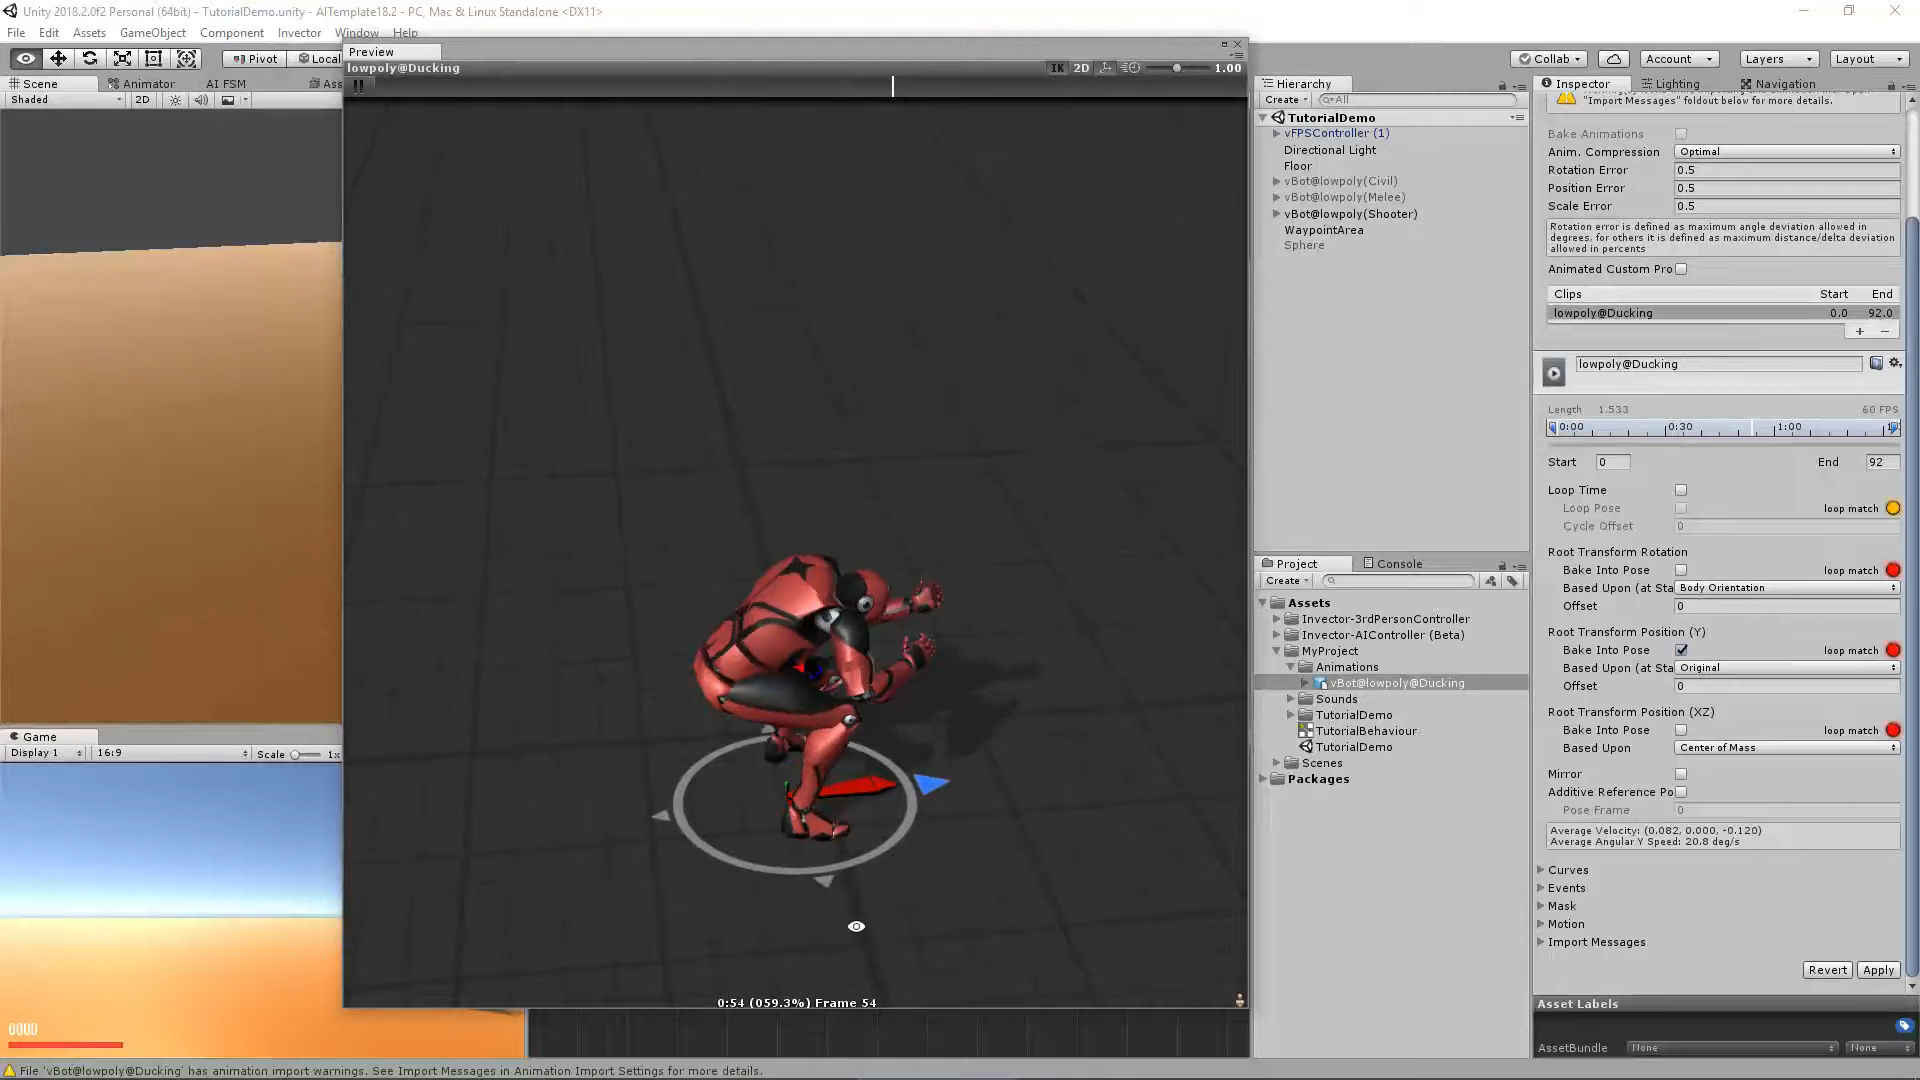 Unity 2018.2.0f2 Personal (64bit) - TutorialDemo.unity - AITemplate18.2 - PC, Mac & Linux Standalone <DX11>
File Edit Assets GameObject Component Invector Window Help
Pivot Local
Collab Account Layers Layout
Scene Animator AI FSM Ass
Shaded 2D
Preview
lowpoly@Ducking
IK 2D 1.00
0:54 (059.3%) Frame 54
Game
Display 1 16:9 Scale 1x
0000
Hierarchy
Create All
TutorialDemo
vFPSController (1)
Directional Light
Floor
vBot@lowpoly(Civil)
vBot@lowpoly(Melee)
vBot@lowpoly(Shooter)
WaypointArea
Sphere
Project Console
Create
Assets
Invector-3rdPersonController
Invector-AIController (Beta)
MyProject
Animations
vBot@lowpoly@Ducking
Sounds
TutorialDemo
TutorialBehaviour
TutorialDemo
Scenes
Packages
Inspector Lighting Navigation
"Import Messages" foldout below for more details.
Bake Animations
Anim. Compression Optimal
Rotation Error 0.5
Position Error 0.5
Scale Error 0.5
Rotation error is defined as maximum angle deviation allowed in
degrees, for others it is defined as maximum distance/delta deviation
allowed in percents
Animated Custom Pro
Clips Start End
lowpoly@Ducking 0.0 92.0
+ −
lowpoly@Ducking
Length 1.533 60 FPS
0:00 0:30 1:00
Start 0 End 92
Loop Time
Loop Pose loop match
Cycle Offset 0
Root Transform Rotation
Bake Into Pose loop match
Based Upon (at Sta Body Orientation
Offset 0
Root Transform Position (Y)
Bake Into Pose loop match
Based Upon (at Sta Original
Offset 0
Root Transform Position (XZ)
Bake Into Pose loop match
Based Upon Center of Mass
Mirror
Additive Reference Po
Pose Frame 0
Average Velocity: (0.082, 0.000, -0.120)
Average Angular Y Speed: 20.8 deg/s
Curves
Events
Mask
Motion
Import Messages
Revert Apply
Asset Labels
AssetBundle None None
File 'vBot@lowpoly@Ducking' has animation import warnings. See Import Messages in Animation Import Settings for more details.